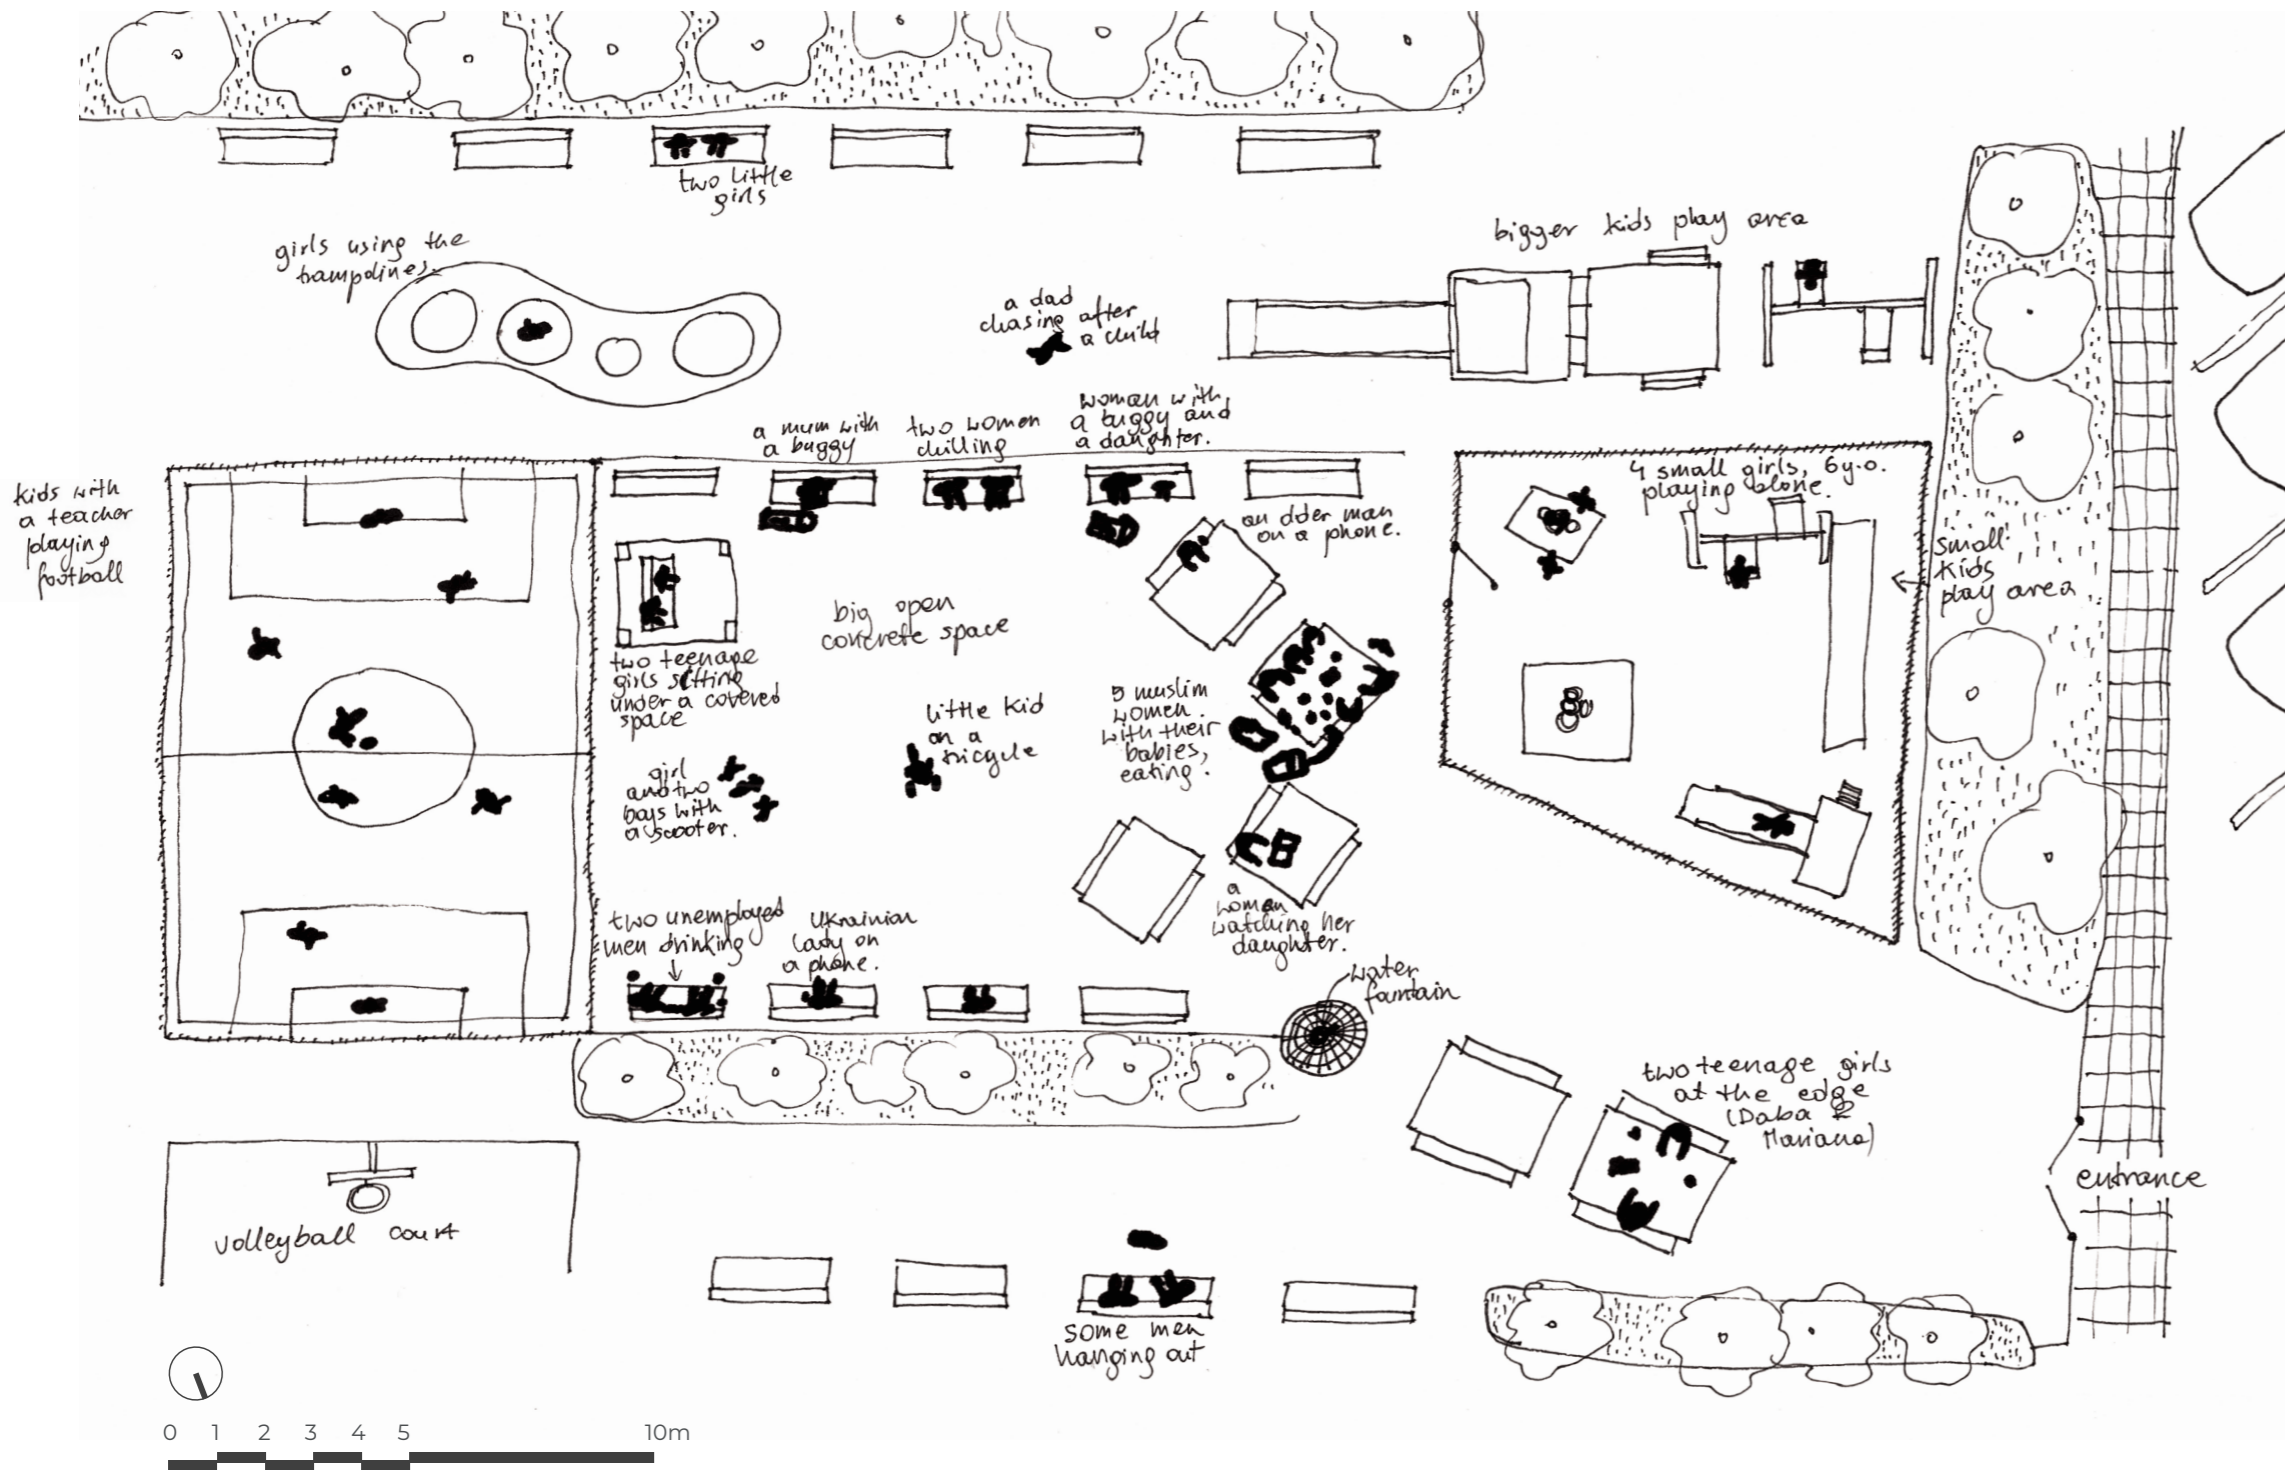 two little
girls
girls using the
trampolines.
bigger kids play area
a dad
chasing after
a child
a mum with
a buggy
two women
chilling
woman with
a buggy and
a daughter.
4 small girls, 6 y.o.
playing alone.
kids with
a teacher
playing
football
an older man
on a phone.
small
kids
play area
big open
concrete space
two teenage
girls sitting
under a covered
space
5 muslim
women
with their
babies,
eating.
little kid
on a
tricycle
girl
and two
boys with
a scooter.
two unemployed
men drinking
Ukrainian
lady on
a phone.
a
woman
watching her
daughter.
water
fountain
two teenage girls
at the edge
(Daba &
Mariana)
entrance
volleyball court
some men
hanging out
0 1 2 3 4 5 10m